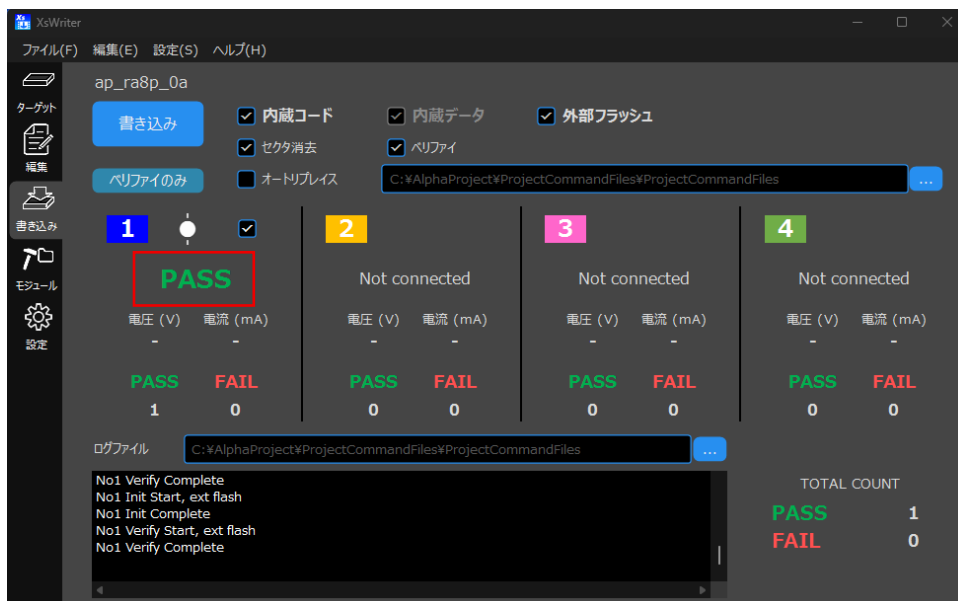 XsWriter
ファイル(F) 編集(E) 設定(S) ヘルプ(H)
ap_ra8p_0a
ターゲット
編集
書き込み
モジュール
設定
書き込み
内蔵コード 内蔵データ 外部フラッシュ
セクタ消去 ベリファイ
ベリファイのみ オートリプレイス C:¥AlphaProject¥ProjectCommandFiles¥ProjectCommandFiles ...
1 2 3 4
PASS Not connected Not connected Not connected
電圧 (V) 電流 (mA) 電圧 (V) 電流 (mA) 電圧 (V) 電流 (mA) 電圧 (V) 電流 (mA)
- - - - - - - -
PASS FAIL PASS FAIL PASS FAIL PASS FAIL
1 0 0 0 0 0 0 0
ログファイル C:¥AlphaProject¥ProjectCommandFiles¥ProjectCommandFiles ...
No1 Verify Complete
No1 Init Start, ext flash
No1 Init Complete
No1 Verify Start, ext flash
No1 Verify Complete
TOTAL COUNT
PASS 1
FAIL 0